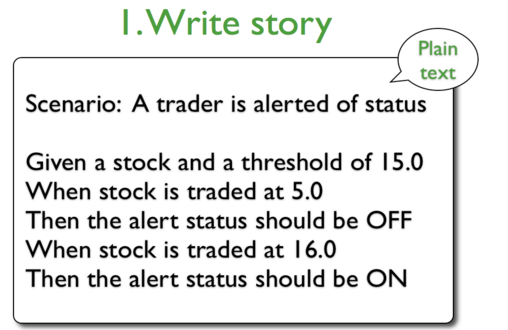 1.Write story
Plain
text
Scenario: A trader is alerted of status
Given a stock and a threshold of 15.0
When stock is traded at 5.0
Then the alert status should be OFF
When stock is traded at 16.0
Then the alert status should be ON